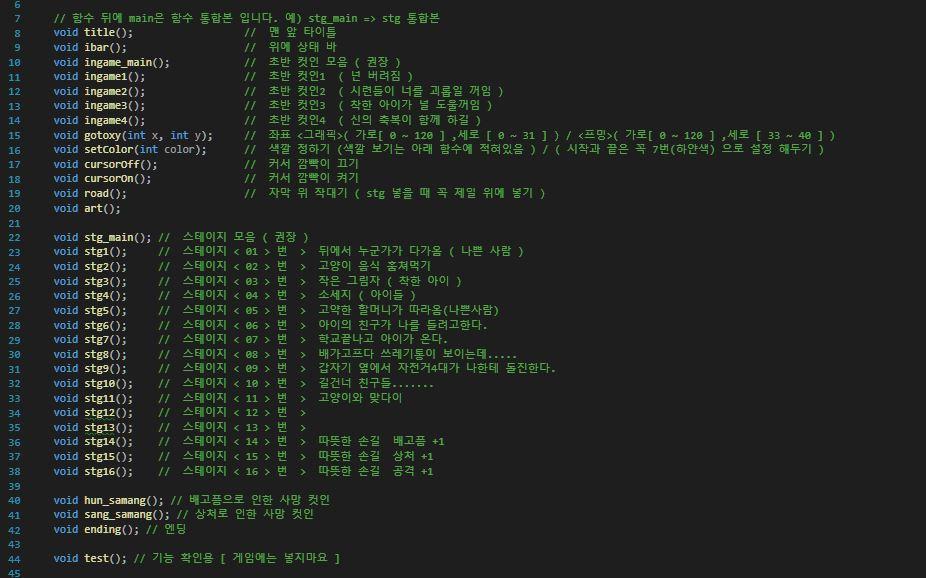 6
7 // 함수 뒤에 main은 함수 통합본 입니다. 예) stg_main => stg 통합본
8 void title(); // 맨 앞 타이틀
9 void ibar(); // 위에 상태 바
10 void ingame_main(); // 초반 컷인 모음 ( 권장 )
11 void ingame1(); // 초반 컷인1 ( 넌 버려짐 )
12 void ingame2(); // 초반 컷인2 ( 시련들이 너를 괴롭일 꺼임 )
13 void ingame3(); // 초반 컷인3 ( 착한 아이가 널 도울꺼임 )
14 void ingame4(); // 초반 컷인4 ( 신의 축복이 함께 하길 )
15 void gotoxy(int x, int y); // 좌표 <그래픽>( 가로[ 0 ~ 120 ] ,세로 [ 0 ~ 31 ] ) / <프밍>( 가로[ 0 ~ 120 ] ,세로 [ 33 ~ 40 ] )
16 void setColor(int color); // 색깔 정하기 (색깔 보기는 아래 함수에 적혀있음 ) / ( 시작과 끝은 꼭 7번(하얀색) 으로 설정 해두기 )
17 void cursorOff(); // 커서 깜빡이 끄기
18 void cursorOn(); // 커서 깜빡이 켜기
19 void road(); // 자막 위 작대기 ( stg 넣을 때 꼭 제일 위에 넣기 )
20 void art();
21
22 void stg_main(); // 스테이지 모음 ( 권장 )
23 void stg1(); // 스테이지 < 01 > 번 > 뒤에서 누군가가 다가옴 ( 나쁜 사람 )
24 void stg2(); // 스테이지 < 02 > 번 > 고양이 음식 훔쳐먹기
25 void stg3(); // 스테이지 < 03 > 번 > 작은 그림자 ( 착한 아이 )
26 void stg4(); // 스테이지 < 04 > 번 > 소세지 ( 아이들 )
27 void stg5(); // 스테이지 < 05 > 번 > 고약한 할머니가 따라옴(나쁜사람)
28 void stg6(); // 스테이지 < 06 > 번 > 아이의 친구가 나를 들려고한다.
29 void stg7(); // 스테이지 < 07 > 번 > 학교끝나고 아이가 온다.
30 void stg8(); // 스테이지 < 08 > 번 > 배가고프다 쓰레기통이 보이는데.....
31 void stg9(); // 스테이지 < 09 > 번 > 갑자기 옆에서 자전거4대가 나한테 돌진한다.
32 void stg10(); // 스테이지 < 10 > 번 > 길건너 친구들.......
33 void stg11(); // 스테이지 < 11 > 번 > 고양이와 맞다이
34 void stg12(); // 스테이지 < 12 > 번 >
35 void stg13(); // 스테이지 < 13 > 번 >
36 void stg14(); // 스테이지 < 14 > 번 > 따뜻한 손길 배고픔 +1
37 void stg15(); // 스테이지 < 15 > 번 > 따뜻한 손길 상처 +1
38 void stg16(); // 스테이지 < 16 > 번 > 따뜻한 손길 공격 +1
39
40 void hun_samang(); // 배고픔으로 인한 사망 컷인
41 void sang_samang(); // 상처로 인한 사망 컷인
42 void ending(); // 엔딩
43
44 void test(); // 기능 확인용 [ 게임에는 넣지마요 ]
45